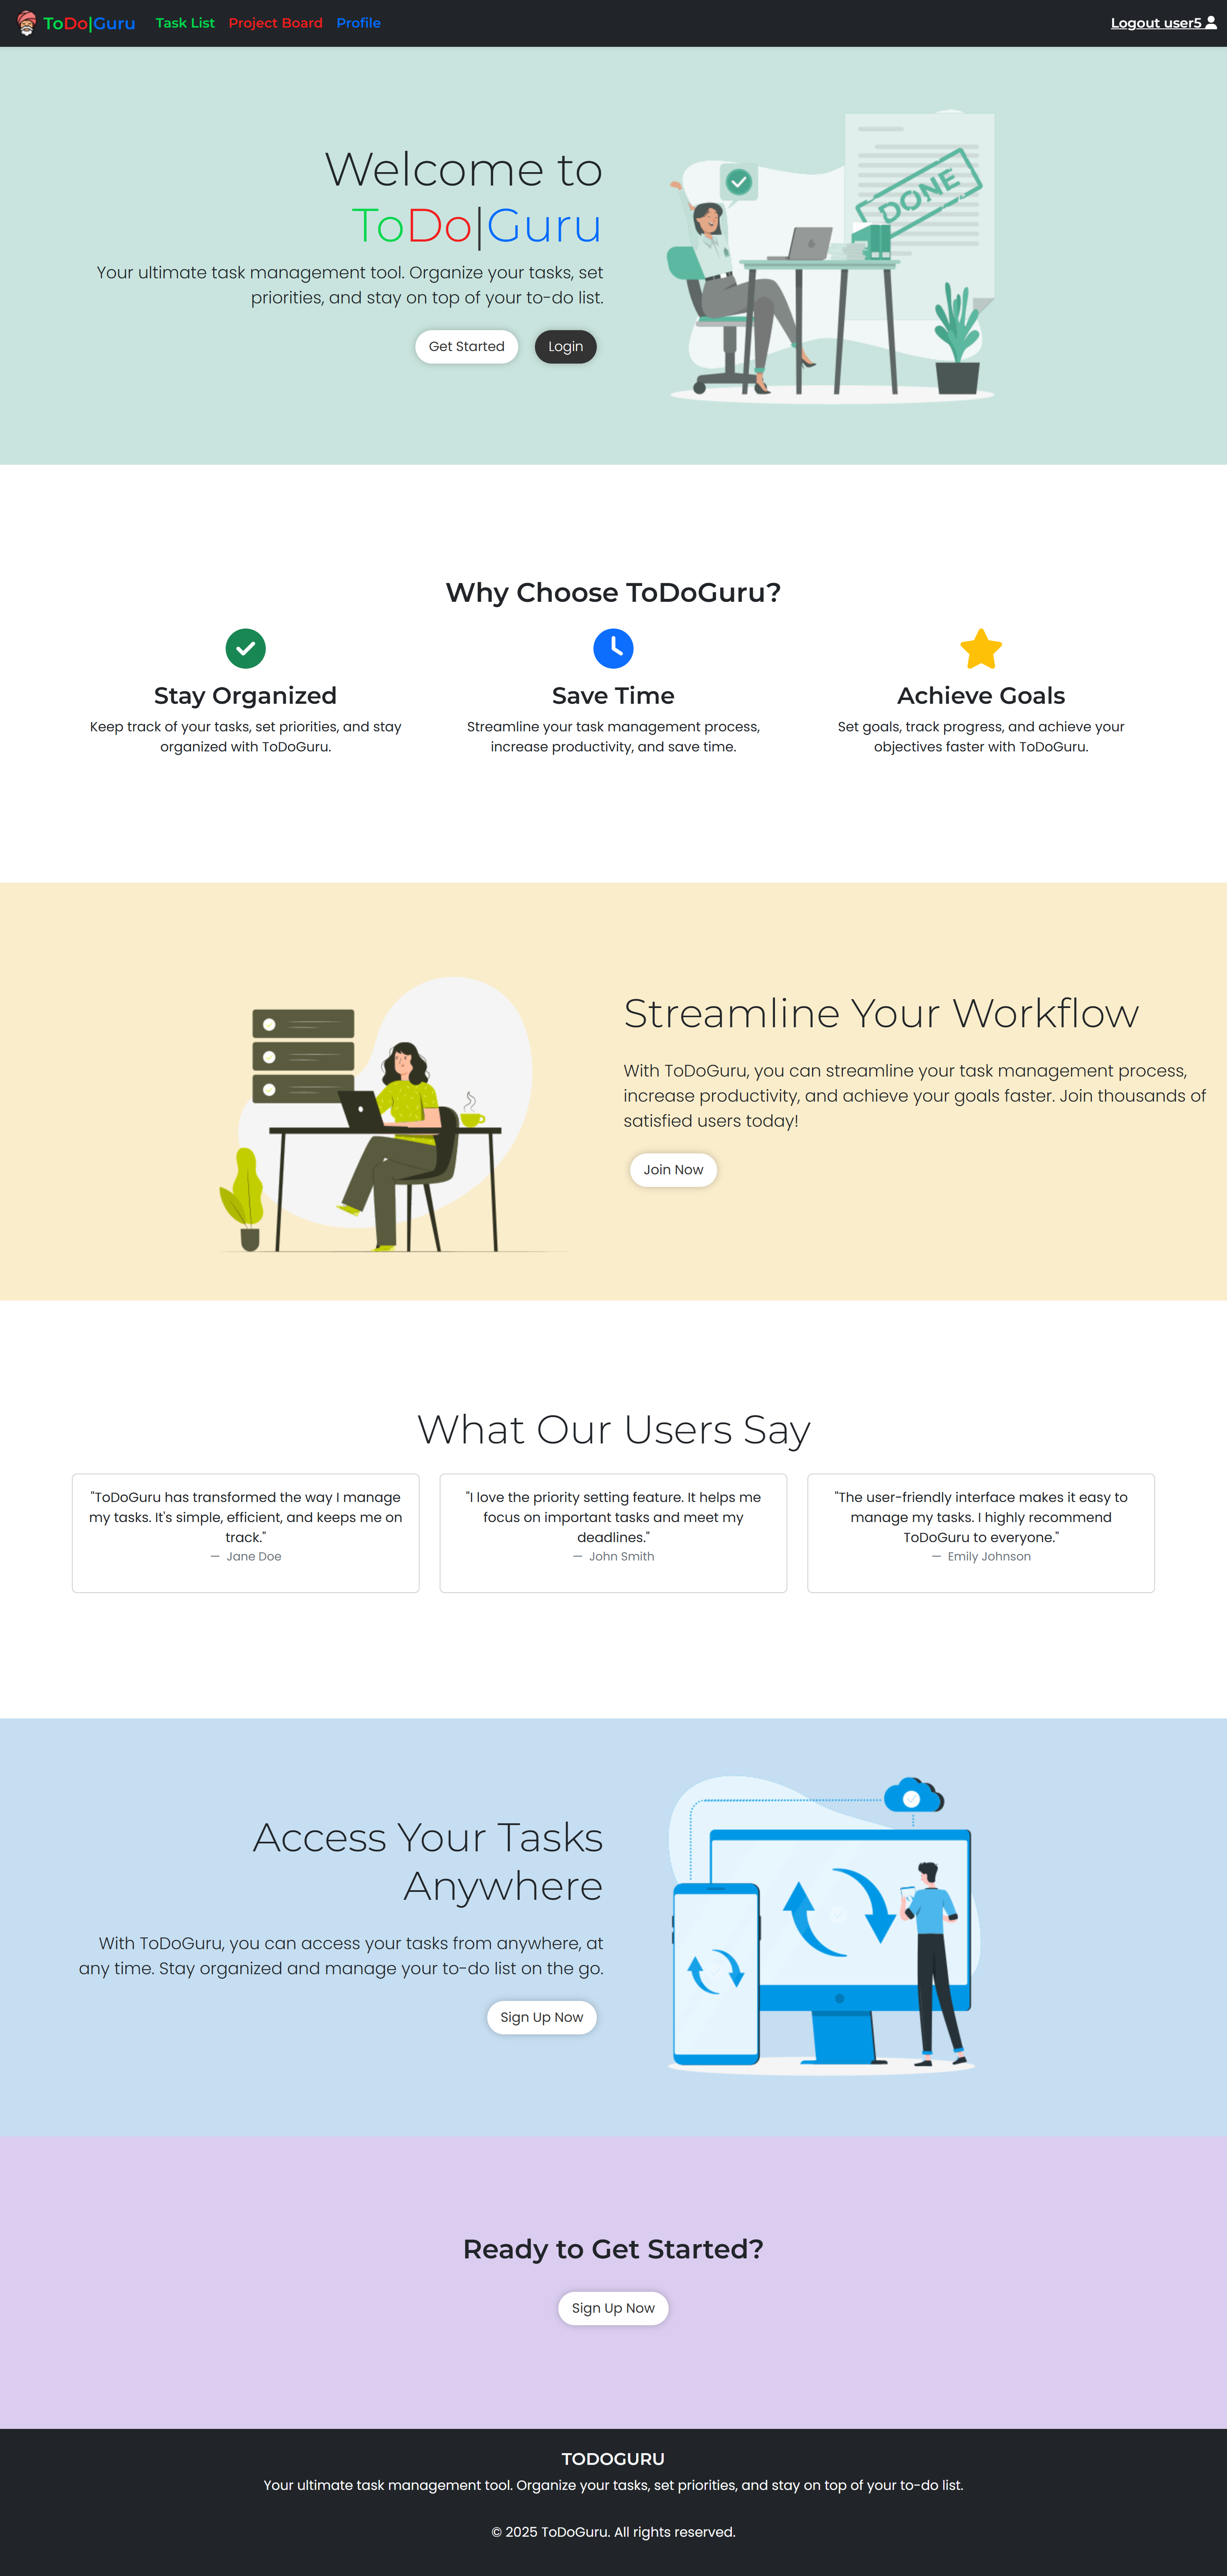 ToDo|Guru Task List Project Board Profile Logout user5
Welcome to
ToDo|Guru
Your ultimate task management tool. Organize your tasks, set
priorities, and stay on top of your to-do list.
Get Started Login
DONE
Why Choose ToDoGuru?
Stay Organized
Keep track of your tasks, set priorities, and stay
organized with ToDoGuru.
Save Time
Streamline your task management process,
increase productivity, and save time.
Achieve Goals
Set goals, track progress, and achieve your
objectives faster with ToDoGuru.
Streamline Your Workflow
With ToDoGuru, you can streamline your task management process,
increase productivity, and achieve your goals faster. Join thousands of
satisfied users today!
Join Now
What Our Users Say
"ToDoGuru has transformed the way I manage
my tasks. It's simple, efficient, and keeps me on
track."
— Jane Doe
"I love the priority setting feature. It helps me
focus on important tasks and meet my
deadlines."
— John Smith
"The user-friendly interface makes it easy to
manage my tasks. I highly recommend
ToDoGuru to everyone."
— Emily Johnson
Access Your Tasks
Anywhere
With ToDoGuru, you can access your tasks from anywhere, at
any time. Stay organized and manage your to-do list on the go.
Sign Up Now
Ready to Get Started?
Sign Up Now
TODOGURU
Your ultimate task management tool. Organize your tasks, set priorities, and stay on top of your to-do list.
© 2025 ToDoGuru. All rights reserved.